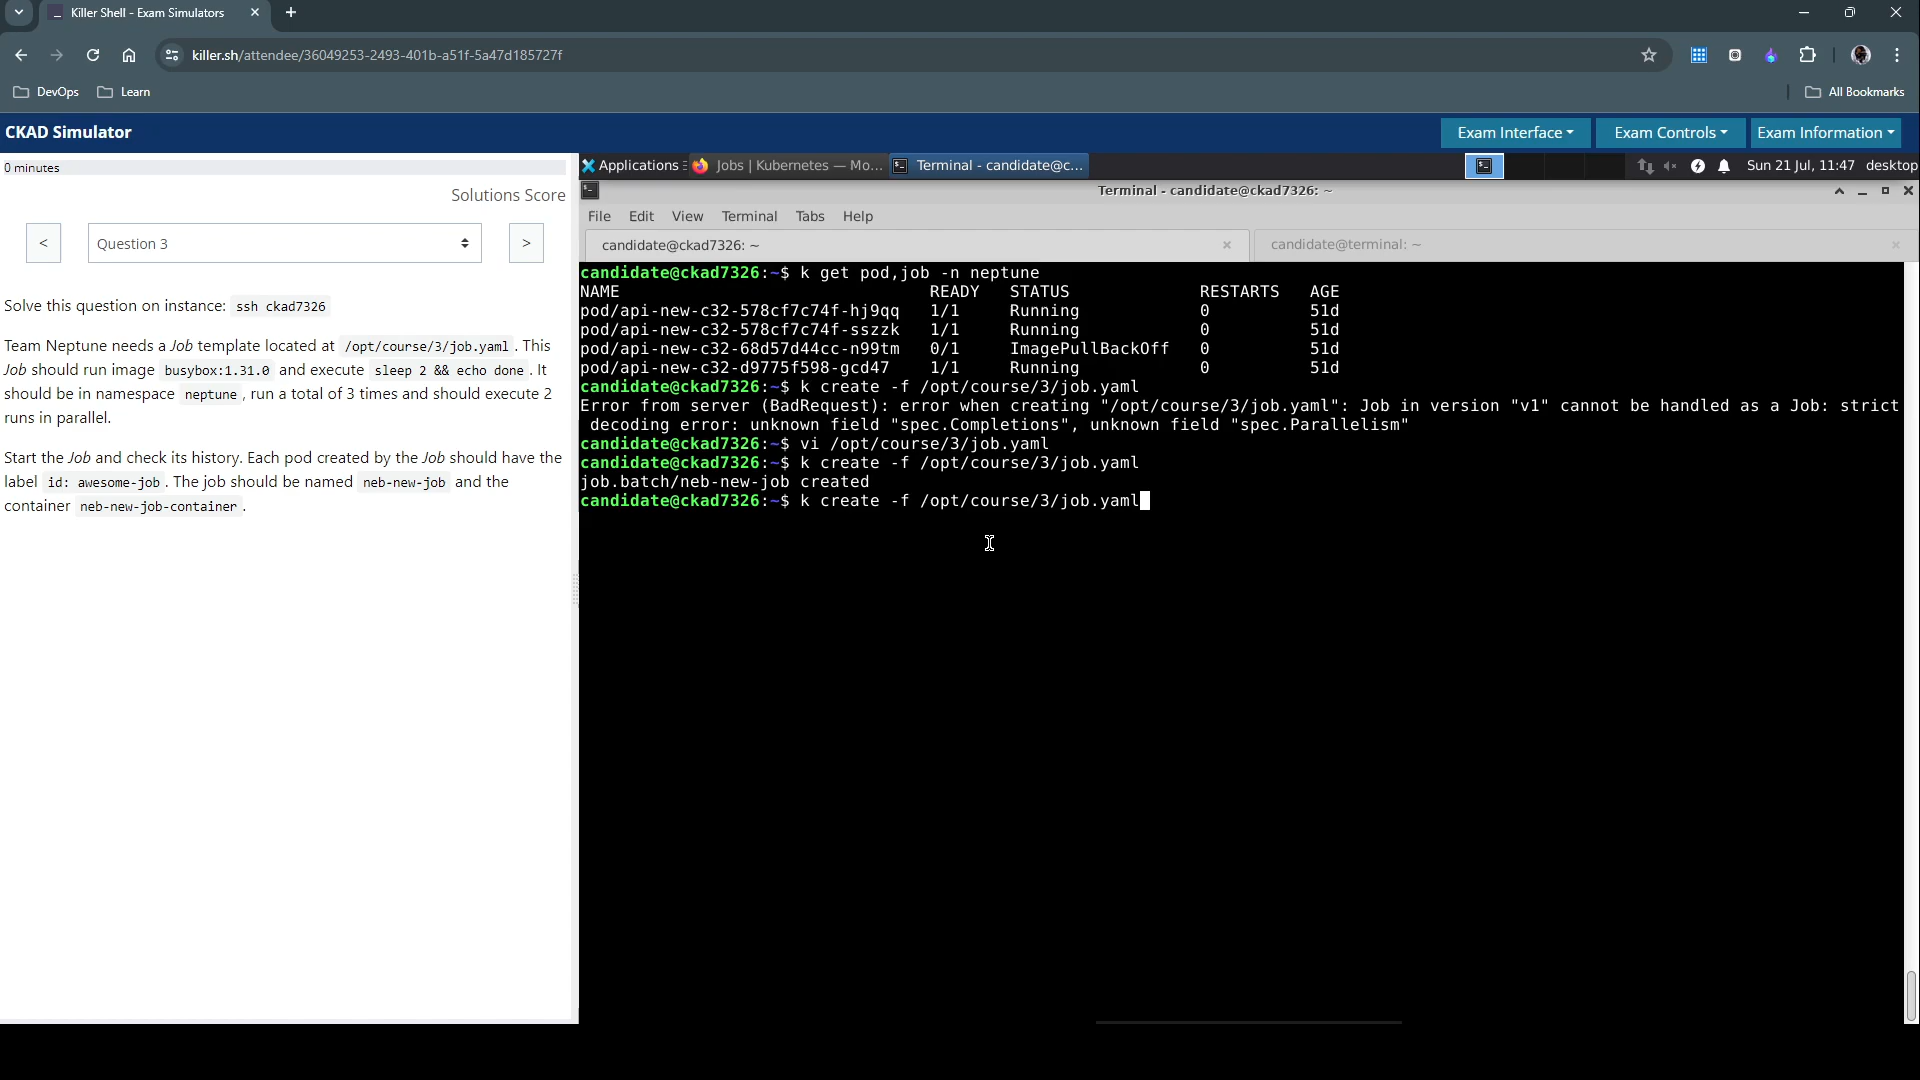 Killer Shell - Exam Simulators
killer.sh/attendee/36049253-2493-401b-a51f-5a47d185727f
DevOps Learn All Bookmarks
CKAD Simulator Exam Interface Exam Controls Exam Information
0 minutes
Solutions Score
< Question 3 >
Solve this question on instance: ssh ckad7326
Team Neptune needs a Job template located at /opt/course/3/job.yaml . This
Job should run image busybox:1.31.0 and execute sleep 2 && echo done . It
should be in namespace neptune , run a total of 3 times and should execute 2
runs in parallel.
Start the Job and check its history. Each pod created by the Job should have the
label id: awesome-job . The job should be named neb-new-job and the
container neb-new-job-container .
Applications Jobs | Kubernetes — Mo... Terminal - candidate@c... Sun 21 Jul, 11:47 desktop
Terminal - candidate@ckad7326: ~
File Edit View Terminal Tabs Help
candidate@ckad7326: ~ candidate@terminal: ~
candidate@ckad7326:~$ k get pod,job -n neptune
NAME READY STATUS RESTARTS AGE
pod/api-new-c32-578cf7c74f-hj9qq 1/1 Running 0 51d
pod/api-new-c32-578cf7c74f-sszzk 1/1 Running 0 51d
pod/api-new-c32-68d57d44cc-n99tm 0/1 ImagePullBackOff 0 51d
pod/api-new-c32-d9775f598-gcd47 1/1 Running 0 51d
candidate@ckad7326:~$ k create -f /opt/course/3/job.yaml
Error from server (BadRequest): error when creating "/opt/course/3/job.yaml": Job in version "v1" cannot be handled as a Job: strict
decoding error: unknown field "spec.Completions", unknown field "spec.Parallelism"
candidate@ckad7326:~$ vi /opt/course/3/job.yaml
candidate@ckad7326:~$ k create -f /opt/course/3/job.yaml
job.batch/neb-new-job created
candidate@ckad7326:~$ k create -f /opt/course/3/job.yaml